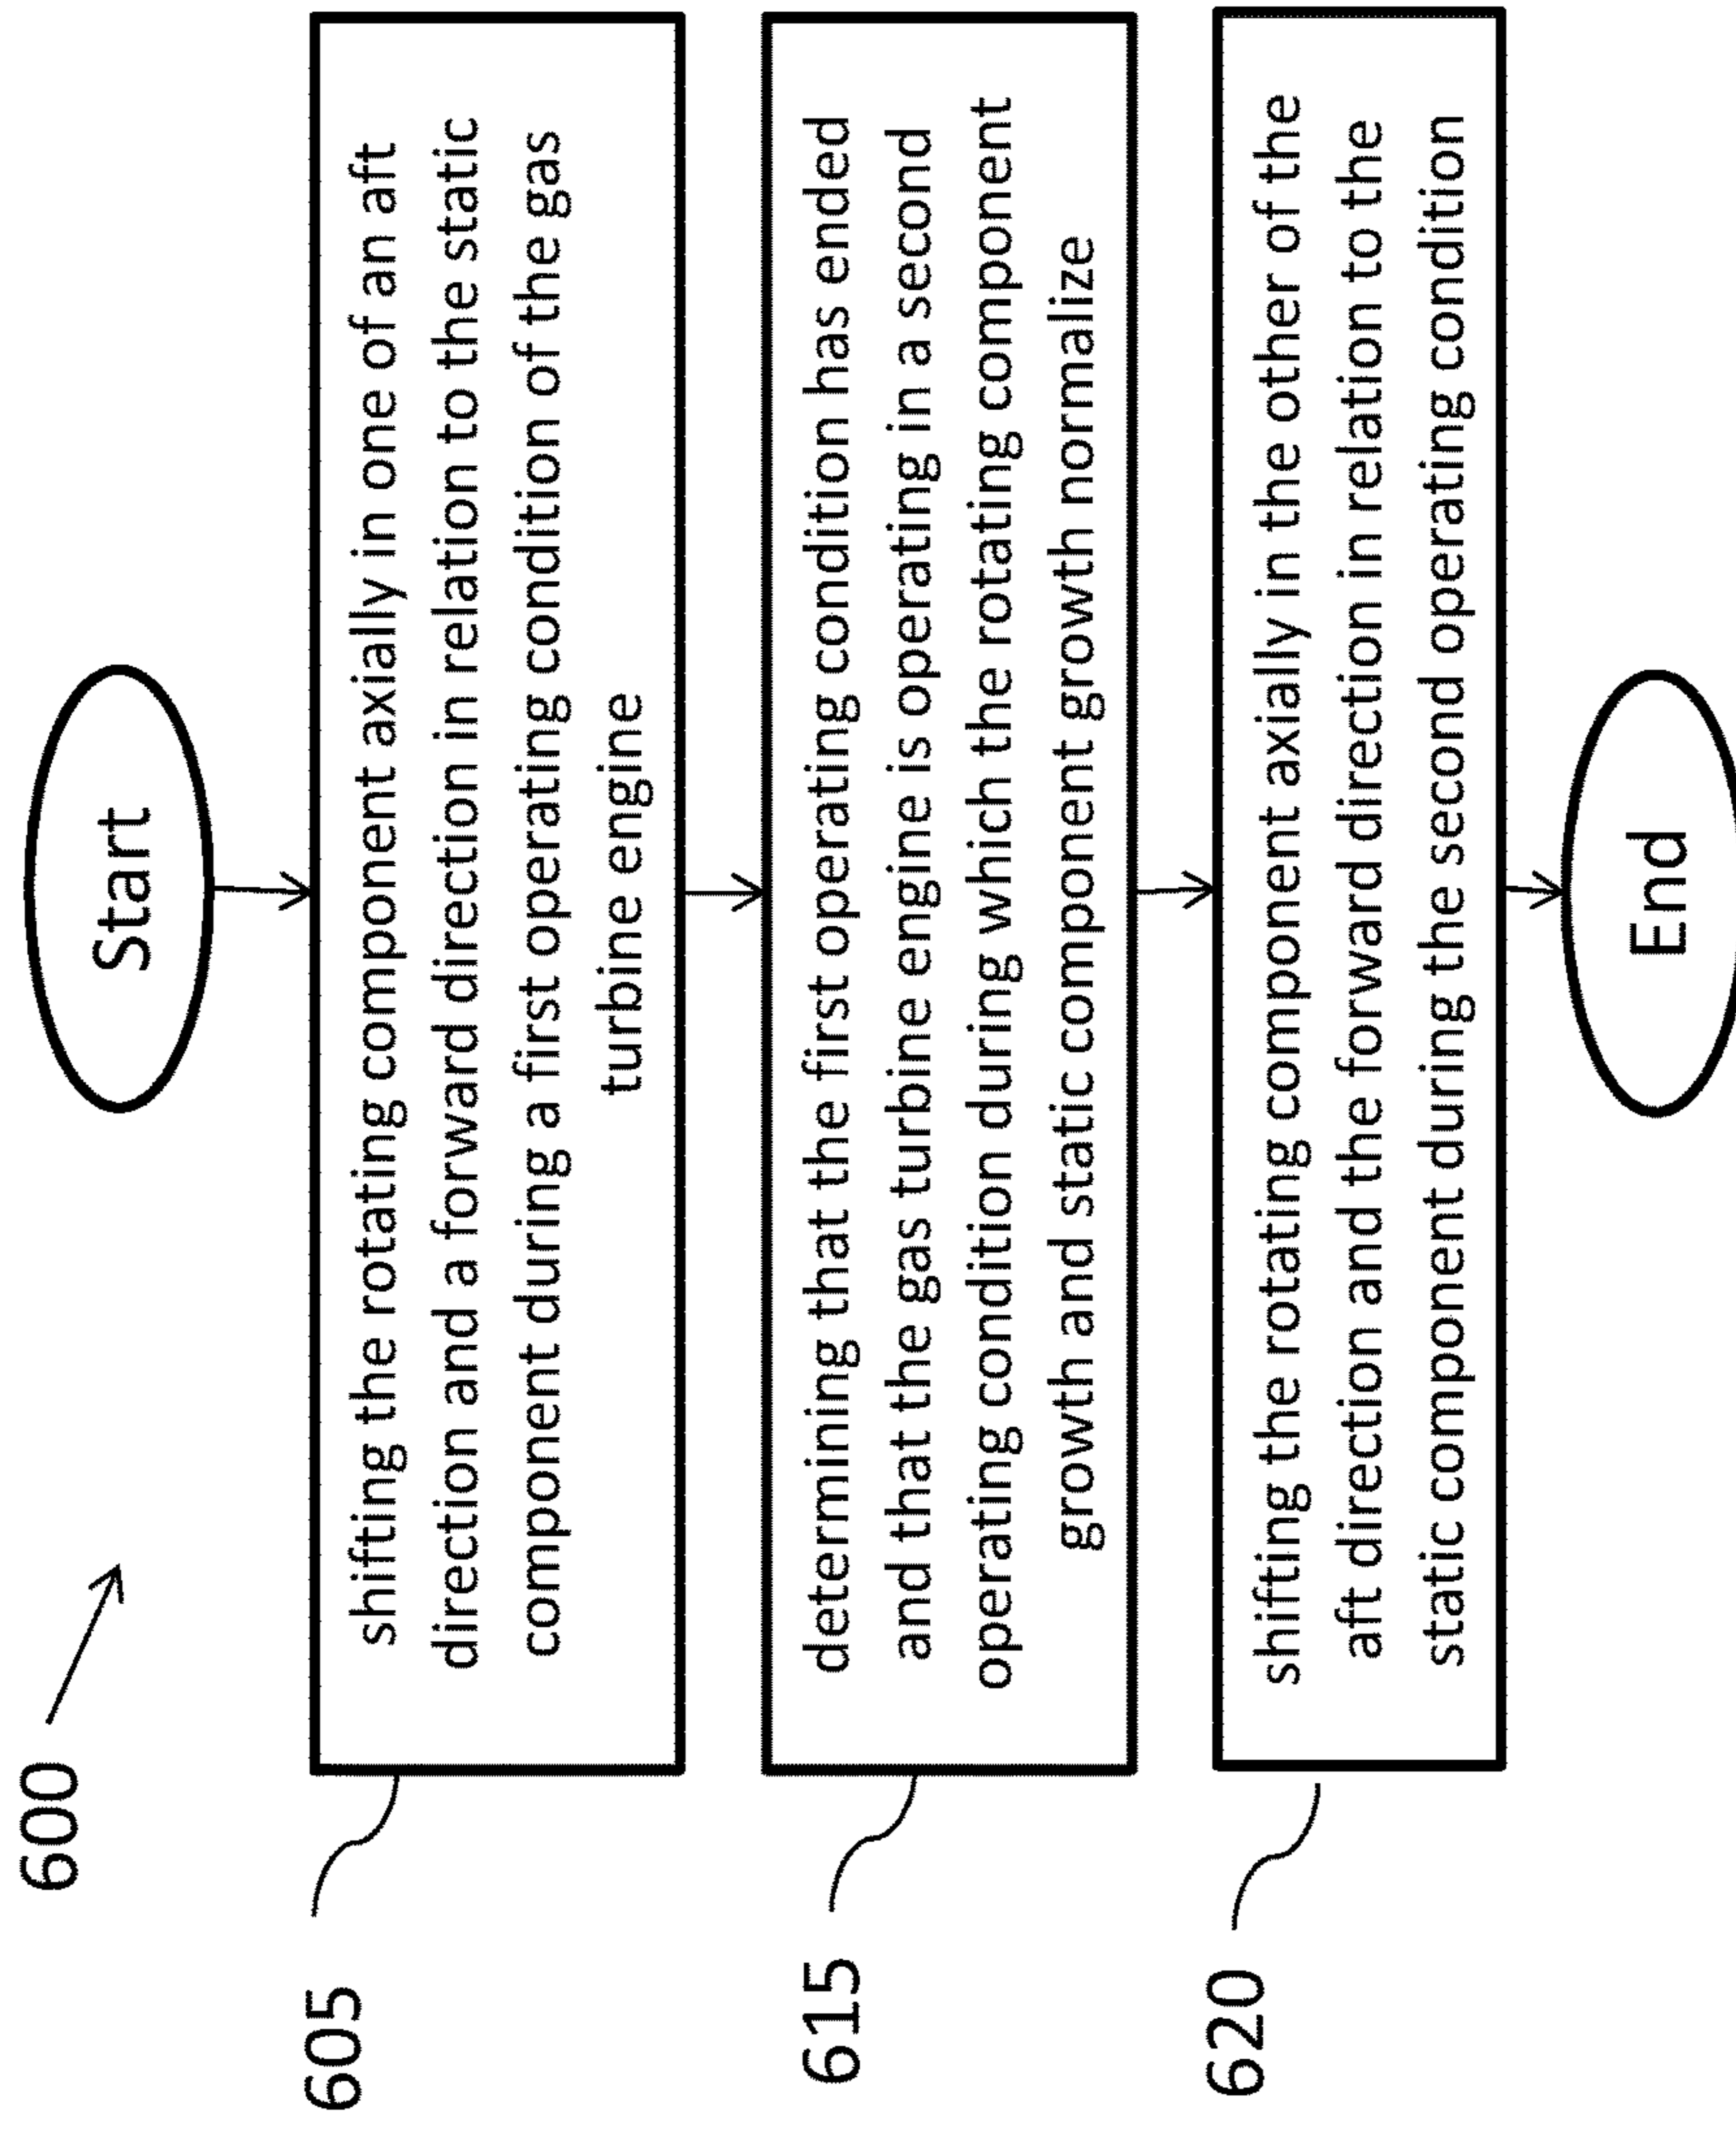 600
Start
605
shifting the rotating component axially in one of an aft
direction and a forward direction in relation to the static
component during a first operating condition of the gas
turbine engine
615
determining that the first operating condition has ended
and that the gas turbine engine is operating in a second
operating condition during which the rotating component
growth and static component growth normalize
620
shifting the rotating component axially in the other of the
aft direction and the forward direction in relation to the
static component during the second operating condition
End